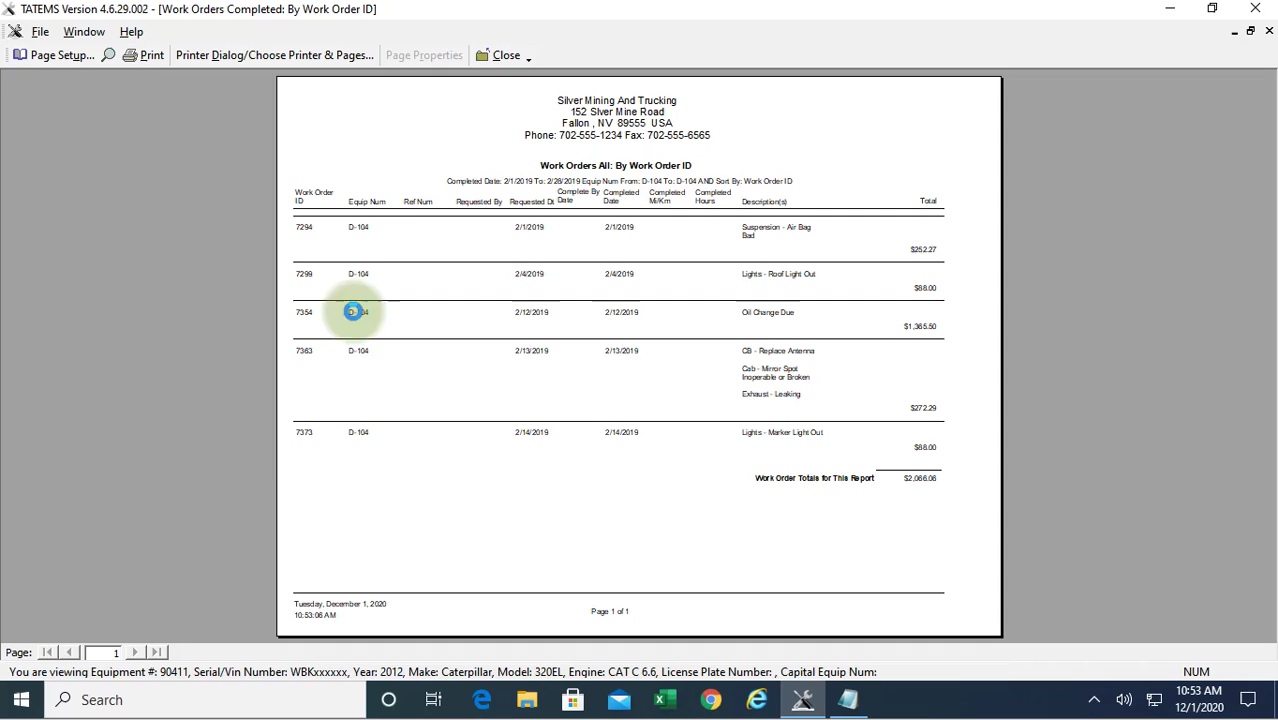 TATEMS Version 4.6.29.002 - [Work Orders Completed: By Work Order ID]
File Window Help
Page Setup... Print Printer Dialog/Choose Printer & Pages... Page Properties Close
Silver Mining And Trucking
152 Slver Mine Road
Fallon , NV 89555 USA
Phone: 702-555-1234 Fax: 702-555-6565
Work Orders All: By Work Order ID
Completed Date: 2/1/2019 To: 2/28/2019 Equip Num From: D-104 To: D-104 AND Sort By: Work Order ID
Work Order ID Equip Num Ref Num Requested By Requested Dt Complete By Date Completed Date Completed Mi/Km Completed Hours Description(s) Total
7294 D-104 2/1/2019 2/1/2019 Suspension - Air Bag
Bad
$252.27
7299 D-104 2/4/2019 2/4/2019 Lights - Roof Light Out
$88.00
7354 D-104 2/12/2019 2/12/2019 Oil Change Due
$1,365.50
7363 D-104 2/13/2019 2/13/2019 CB - Replace Antenna
Cab - Mirror Spot
Inoperable or Broken
Exhaust - Leaking
$272.29
7373 D-104 2/14/2019 2/14/2019 Lights - Marker Light Out
$88.00
Work Order Totals for This Report $2,066.06
Tuesday, December 1, 2020
10:53:06 AM
Page 1 of 1
Page: 1
You are viewing Equipment #: 90411, Serial/Vin Number: WBKxxxxxx, Year: 2012, Make: Caterpillar, Model: 320EL, Engine: CAT C 6.6, License Plate Number: , Capital Equip Num: NUM
Search
10:53 AM
12/1/2020